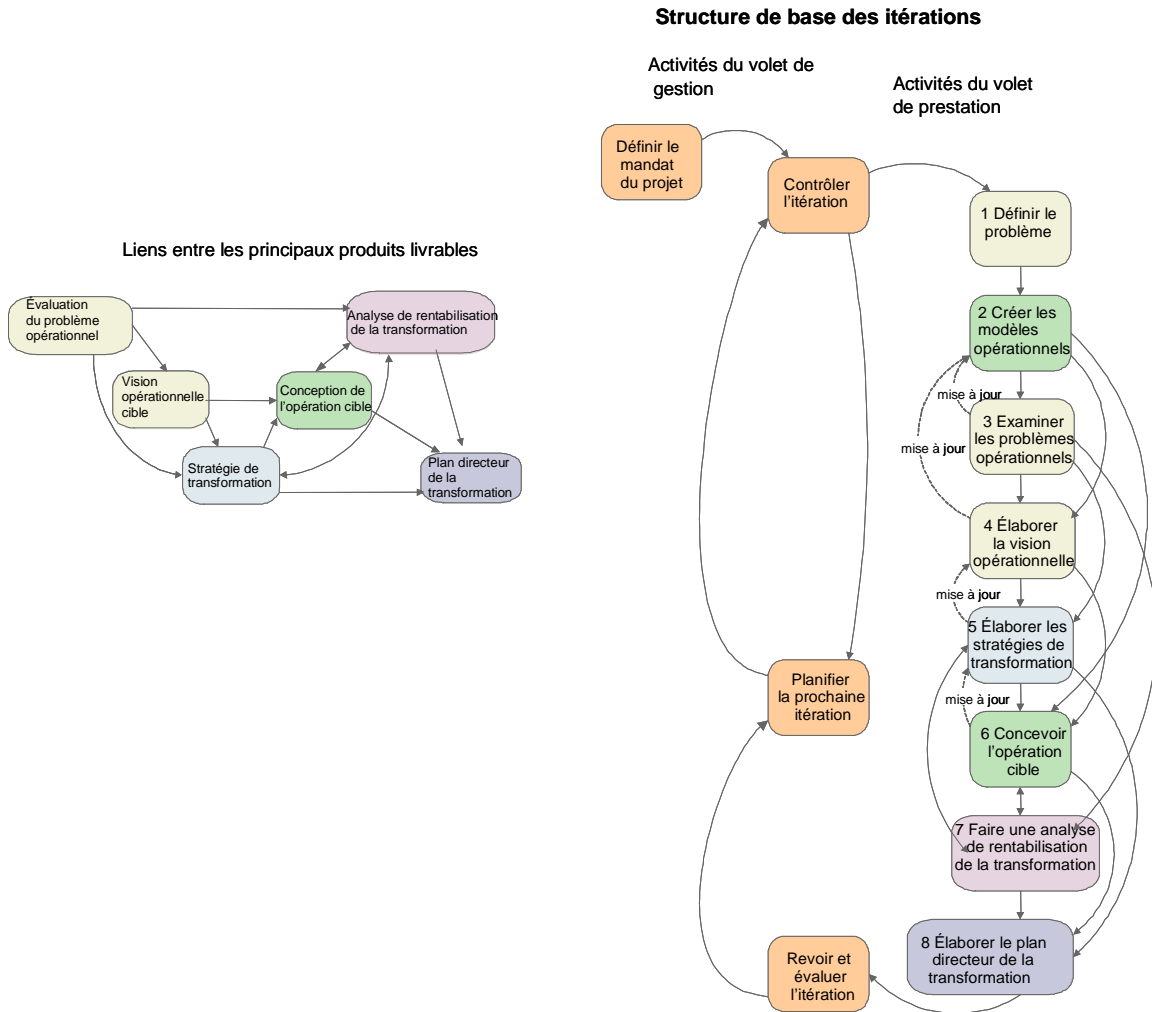 Structure de base des itérations
Activités du volet de
gestion
Activités du volet
de prestation
Définir le
mandat
du projet
Contrôler
l'itération
1 Définir le
problème
2 Créer les
modèles
opérationnels
mise à jour
3 Examiner
les problèmes
opérationnels
mise à jour
4 Élaborer
la vision
opérationnelle
mise à jour
5 Élaborer les
stratégies de
transformation
mise à jour
Planifier
la prochaine
itération
6 Concevoir
l'opération
cible
7 Faire une analyse
de rentabilisation
de la transformation
8 Élaborer le plan
directeur de la
transformation
Revoir et
évaluer
l'itération
Liens entre les principaux produits livrables
Évaluation
du problème
opérationnel
Analyse de rentabilisation
de la transformation
Vision
opérationnelle
cible
Conception de
l'opération cible
Stratégie de
transformation
Plan directeur
de la
transformation